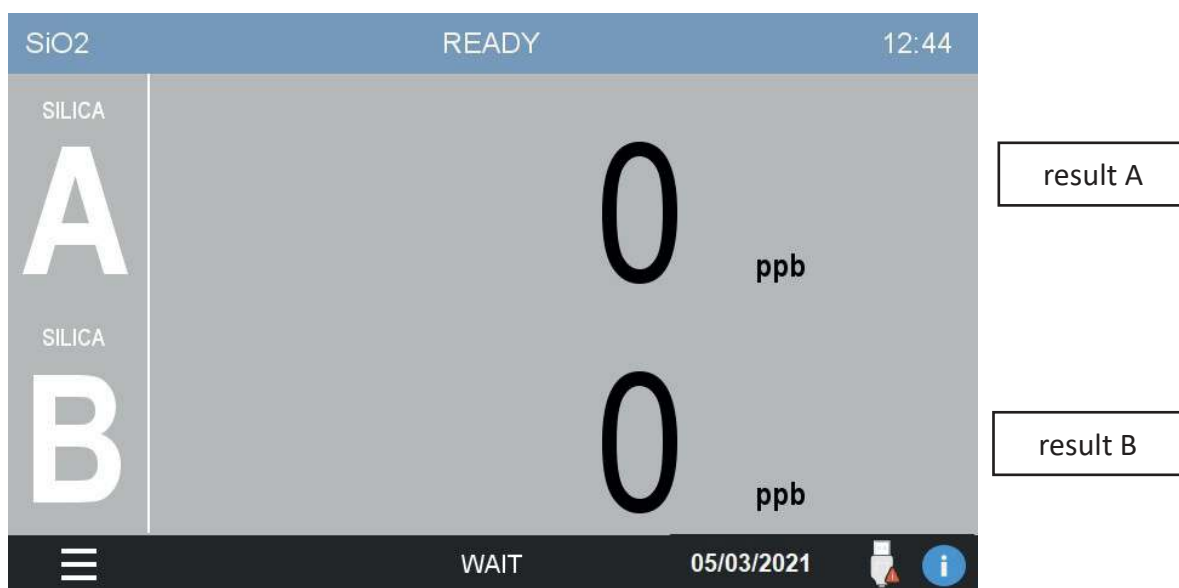 SiO2 READY 12:44
SILICA
A
0 ppb
result A
SILICA
B
0 ppb
result B
WAIT 05/03/2021